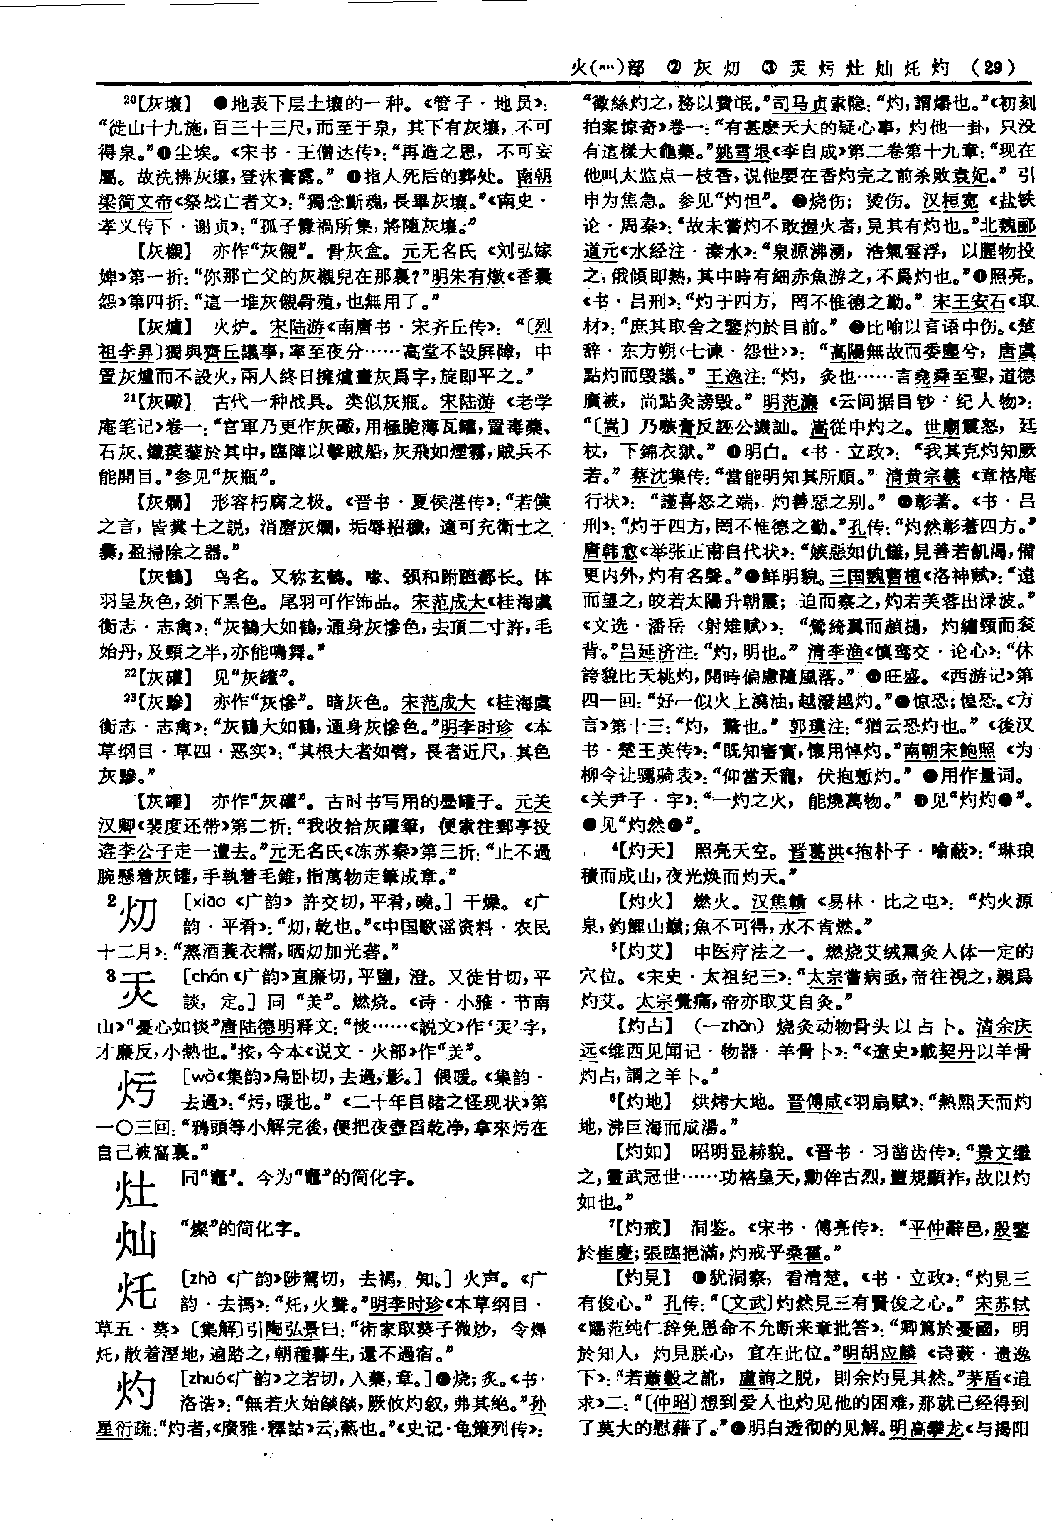 火(灬)部 ②灰灱 ③灻烵灶灿灹灼 (29)
20【灰壤】 ❶地表下层土壤的一种。《管子·地员》:
“徙山十九施，百三十三尺，而至于泉，其下有灰壤，不可
得泉。”❷尘埃。《宋书·王僧达传》:“再造之恩，不可妄
屬。故洗拂灰壤，登沐膏露。” ❸指人死后的葬处。南朝
梁简文帝《祭战亡者文》:“獨念斷魂，長畢灰壤。”《南史·
孝义传下·谢贞》:“孤子釁禍所集，將隨灰壤。”
【灰櫬】 亦作“灰儭”。骨灰盒。元无名氏《刘弘嫁
婢》第一折:“你那亡父的灰櫬兒在那裏?”明朱有燉《香囊
怨》第四折:“這一堆灰儭骨殖，也無用了。”
【灰爐】 火炉。宋陆游《南唐书·宋齐丘传》: “〔烈
祖李昪〕獨與齊丘議事，率至夜分……高堂不設屏障，中
置灰爐而不設火，兩人終日擁爐畫灰爲字，旋即平之。”
21【灰礮】 古代一种战具。类似灰瓶。宋陆游《老学
庵笔记》卷一:“官軍乃更作灰礮，用極脆薄瓦罐，置毒藥、
石灰、鐵蒺藜於其中，臨陣以擊賊船，灰飛如煙霧，賊兵不
能開目。”参见“灰瓶”。
【灰爛】 形容朽腐之极。《晋书·夏侯湛传》:“若僕
之言，皆糞土之説，消磨灰爛，垢辱招穢，適可充衛士之
爨，盈掃除之器。”
【灰鶴】 鸟名。又称玄鶴。喙、颈和跗蹠都长。体
羽呈灰色，颈下黑色。尾羽可作饰品。宋范成大《桂海虞
衡志·志禽》:“灰鶴大如鶴，通身灰慘色，去頂二寸許，毛
始丹，及頸之半，亦能鳴舞。”
22【灰礶】 见“灰罐”。
23【灰黲】 亦作“灰慘”。暗灰色。宋范成大《桂海虞
衡志·志禽》:“灰鶴大如鶴，通身灰慘色。”明李时珍《本
草纲目·草四·恶实》:“其根大者如臂，長者近尺，其色
灰黲。”
【灰罐】 亦作“灰礶”。古时书写用的墨罐子。元关
汉卿《裴度还带》第二折:“我收拾灰礶筆，便索往郵亭投
逩李公子走一遭去。”元无名氏《冻苏秦》第三折:“止不過
腕懸着灰罐，手執着毛錐，指萬物走筆成章。”
2灱 [xiāo《广韵》許交切，平肴，曉。]干燥。《广
韵·平肴》:“灱，乾也。”《中国歌谣资料·农民
十二月》:“蒸酒蓑衣糯，晒灱加光砻。”
3灻 [chán《广韵》直廉切，平鹽，澄。又徒甘切，平
談，定。]同“羙”。燃烧。《诗·小雅·节南
山》“憂心如惔”唐陆德明释文:“惔……《説文》作‘灻’字，
才廉反，小熱也。”按，今本《说文·火部》作“羙”。
烵 [wò《集韵》烏卧切，去過，影。]偎暖。《集韵·
去過》:“烵，暖也。”《二十年目睹之怪现状》第
一〇三回:“鴉頭等小解完後，便把夜壺舀乾净，拿來烵在
自己被窩裏。”
灶 同“竈”。今为“竈”的简化字。
灿 “燦”的简化字。
灹 [zhà《广韵》陟駕切，去禡，知。]火声。《广
韵·去禡》:“灹，火聲。”明李时珍《本草纲目·
草五·葵》〔集解〕引陶弘景曰:“術家取葵子微炒，令爆
灹，散着溼地，遍踏之，朝種暮生，遠不過宿。”
灼 [zhuó《广韵》之若切，入藥，章。]❶烧;炙。《书·
洛诰》:“無若火始燄燄，厥攸灼叙，弗其絶。”孙
星衍疏:“灼者，《廣雅·釋詁》云，爇也。”《史记·龟策列传》:
“徵絲灼之，務以費氓。”司马贞索隐:“灼，謂燔也。”《初刻
拍案惊奇》卷一:“有甚麽天大的疑心事，灼他一卦，只没
有這樣大龜藥。”姚雪垠《李自成》第二卷第十九章:“现在
他叫太监点一枝香，说他要在香灼完之前杀败袁妃。” 引
申为焦急。参见“灼怛”。❷烧伤; 烫伤。汉桓宽《盐铁
论·周秦》:“故未嘗灼不敢握火者，見其有灼也。”北魏郦
道元《水经注·滍水》:“泉源沸涌，浩氣雲浮，以腥物投
之，俄傾即熟，其中時有細赤魚游之，不爲灼也。”❸照亮。
《书·吕刑》:“灼于四方，罔不惟德之勤。” 宋王安石《取
材》:“庶其取舍之鑒灼於目前。” ❹比喻以言语中伤。《楚
辞·东方朔〈七谏·怨世〉》: “高陽無故而委塵兮，唐虞
點灼而毁議。” 王逸注:“灼，灸也……言堯舜至聖，道德
廣被，尚點灸謗毁。” 明范濂《云间据目钞·纪人物》:
“〔嵩〕乃嗾青反誣公譏訕。嵩從中灼之。世廟震怒，廷
杖，下錦衣獄。” ❺明白。《书·立政》: “我其克灼知厥
若。” 蔡沈集传:“當能明知其所順。” 清黄宗羲《章格庵
行状》: “謹喜怒之端，灼善惡之别。” ❻彰著。《书·吕
刑》:“灼于四方，罔不惟德之勤。”孔传:“灼然彰著四方。”
唐韩愈《举张正甫自代状》:“嫉惡如仇讎，見善若飢渴，備
更内外，灼有名聲。”❼鲜明貌。三国魏曹植《洛神赋》:“遠
而望之，皎若太陽升朝霞; 迫而察之，灼若芙蓉出渌波。”
《文选·潘岳〈射雉赋〉》: “鶯綺翼而赬撾，灼繡頸而衮
背。”吕延济注:“灼，明也。”清李渔《慎鸾交·论心》:“休
誇貌比天桃灼，開時偏慮隨風落。” ❽旺盛。《西游记》第
四一回:“好一似火上澆油，越潑越灼。”❾惊恐;惶恐。《方
言》第十三:“灼，驚也。” 郭璞注:“猶云恐灼也。” 《後汉
书·楚王英传》:“既知審實，懷用悼灼。”南朝宋鲍照《为
柳令让骠骑表》:“仰當天寵，伏抱慙灼。” ❿用作量词。
《关尹子·宇》:“一灼之火，能燒萬物。”
4【灼天】 照亮天空。晋葛洪《抱朴子·喻蔽》:“琳琅
積而成山，夜光焕而灼天。”
【灼火】 燃火。汉焦贛《易林·比之屯》: “灼火源
泉，釣鯉山巔;魚不可得，火不肯燃。”
5【灼艾】 中医疗法之一。燃烧艾绒熏灸人体一定的
穴位。《宋史·太祖纪三》:“太宗嘗病亟，帝往視之，親爲
灼艾。太宗覺痛，帝亦取艾自灸。”
【灼占】 (—zhān) 烧灸动物骨头以占卜。清余庆
远《维西见闻记·物器·羊骨卜》:“《遼史》載契丹以羊骨
灼占，謂之羊卜。”
6【灼地】 烘烤大地。晋傅咸《羽扇赋》:“熱熙天而灼
地，沸巨海而成湯。”
【灼如】 昭明显赫貌。《晋书·习凿齿传》:“景文繼
之，靈武冠世……功格皇天，勳侔古烈，豐規顯祚，故以灼
如也。”
7【灼戒】 洞鉴。《宋书·傅亮传》: “平仲辭邑，殷鑒
於崔慶;張臨挹滿，灼戒乎桑霍。”
【灼見】 ❶犹洞察，看清楚。《书·立政》:“灼見三
有俊心。” 孔传:“〔文武〕灼然見三有賢俊之心。” 宋苏轼
《赐范纯仁辞免恩命不允断来章批答》:“卿篤於憂國，明
於知人，灼見朕心，宜在此位。”明胡应麟《诗薮·遗逸
下》:“若蕭毅之訛，盧詢之脱，則余灼見其然。”茅盾《追
求》二:“〔仲昭〕想到爱人也灼见他的困难，那就已经得到
了莫大的慰藉了。”❷明白透彻的见解。明高攀龙《与揭阳